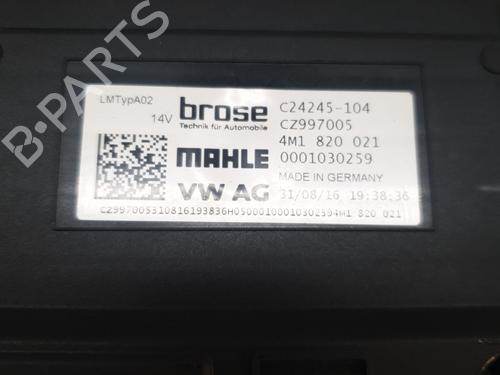 LMTypA02
14V
brose
Technik für Automobile
C24245-104
CZ997005
4M1 820 021
MAHLE
0001030259
MADE IN GERMANY
VW AG
31/08/16 19:38:36
CZ997005310816193836H05000100010302594M1 820 021
B-PARTS